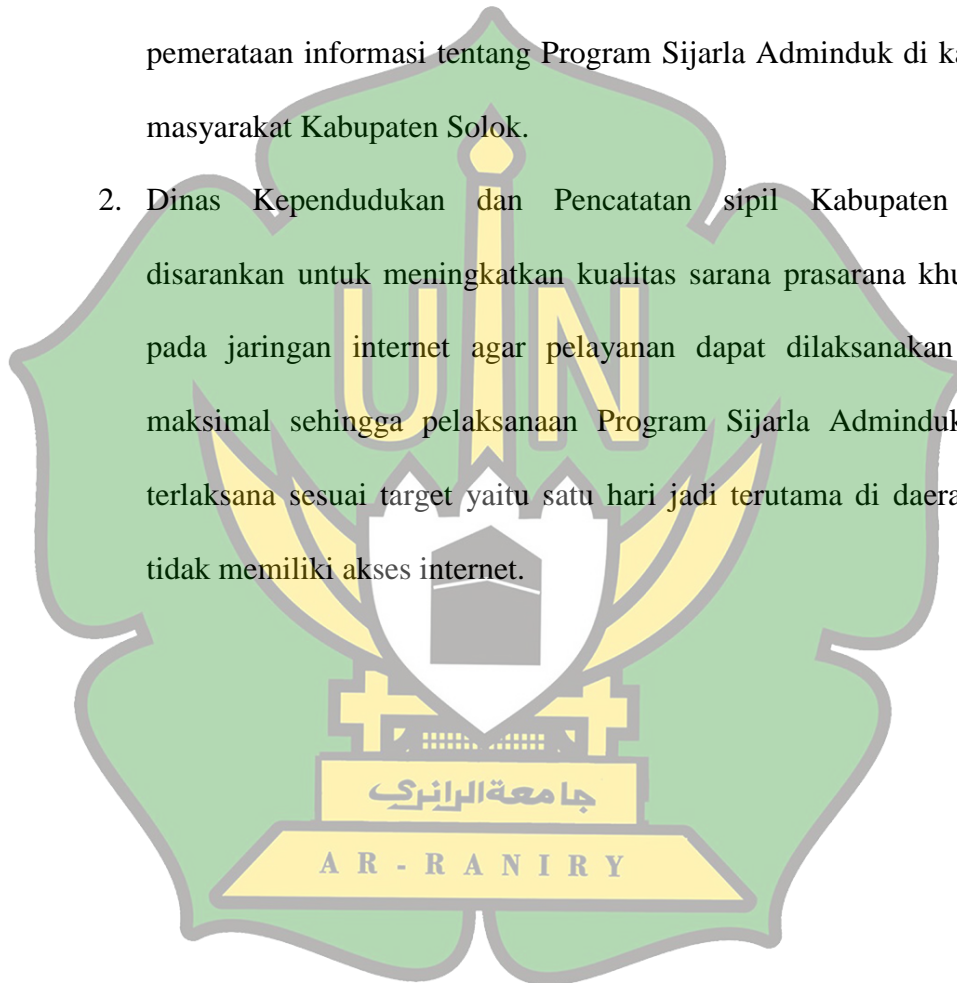 pemerataan informasi tentang Program Sijarla Adminduk di ka
masyarakat Kabupaten Solok.
2. Dinas Kependudukan dan Pencatatan sipil Kabupaten
disarankan untuk meningkatkan kualitas sarana prasarana khu
pada jaringan internet agar pelayanan dapat dilaksanakan
maksimal sehingga pelaksanaan Program Sijarla Adminduk
terlaksana sesuai target yaitu satu hari jadi terutama di daera
tidak memiliki akses internet.
UIN
جامعةالرانري
AR-RANIRY